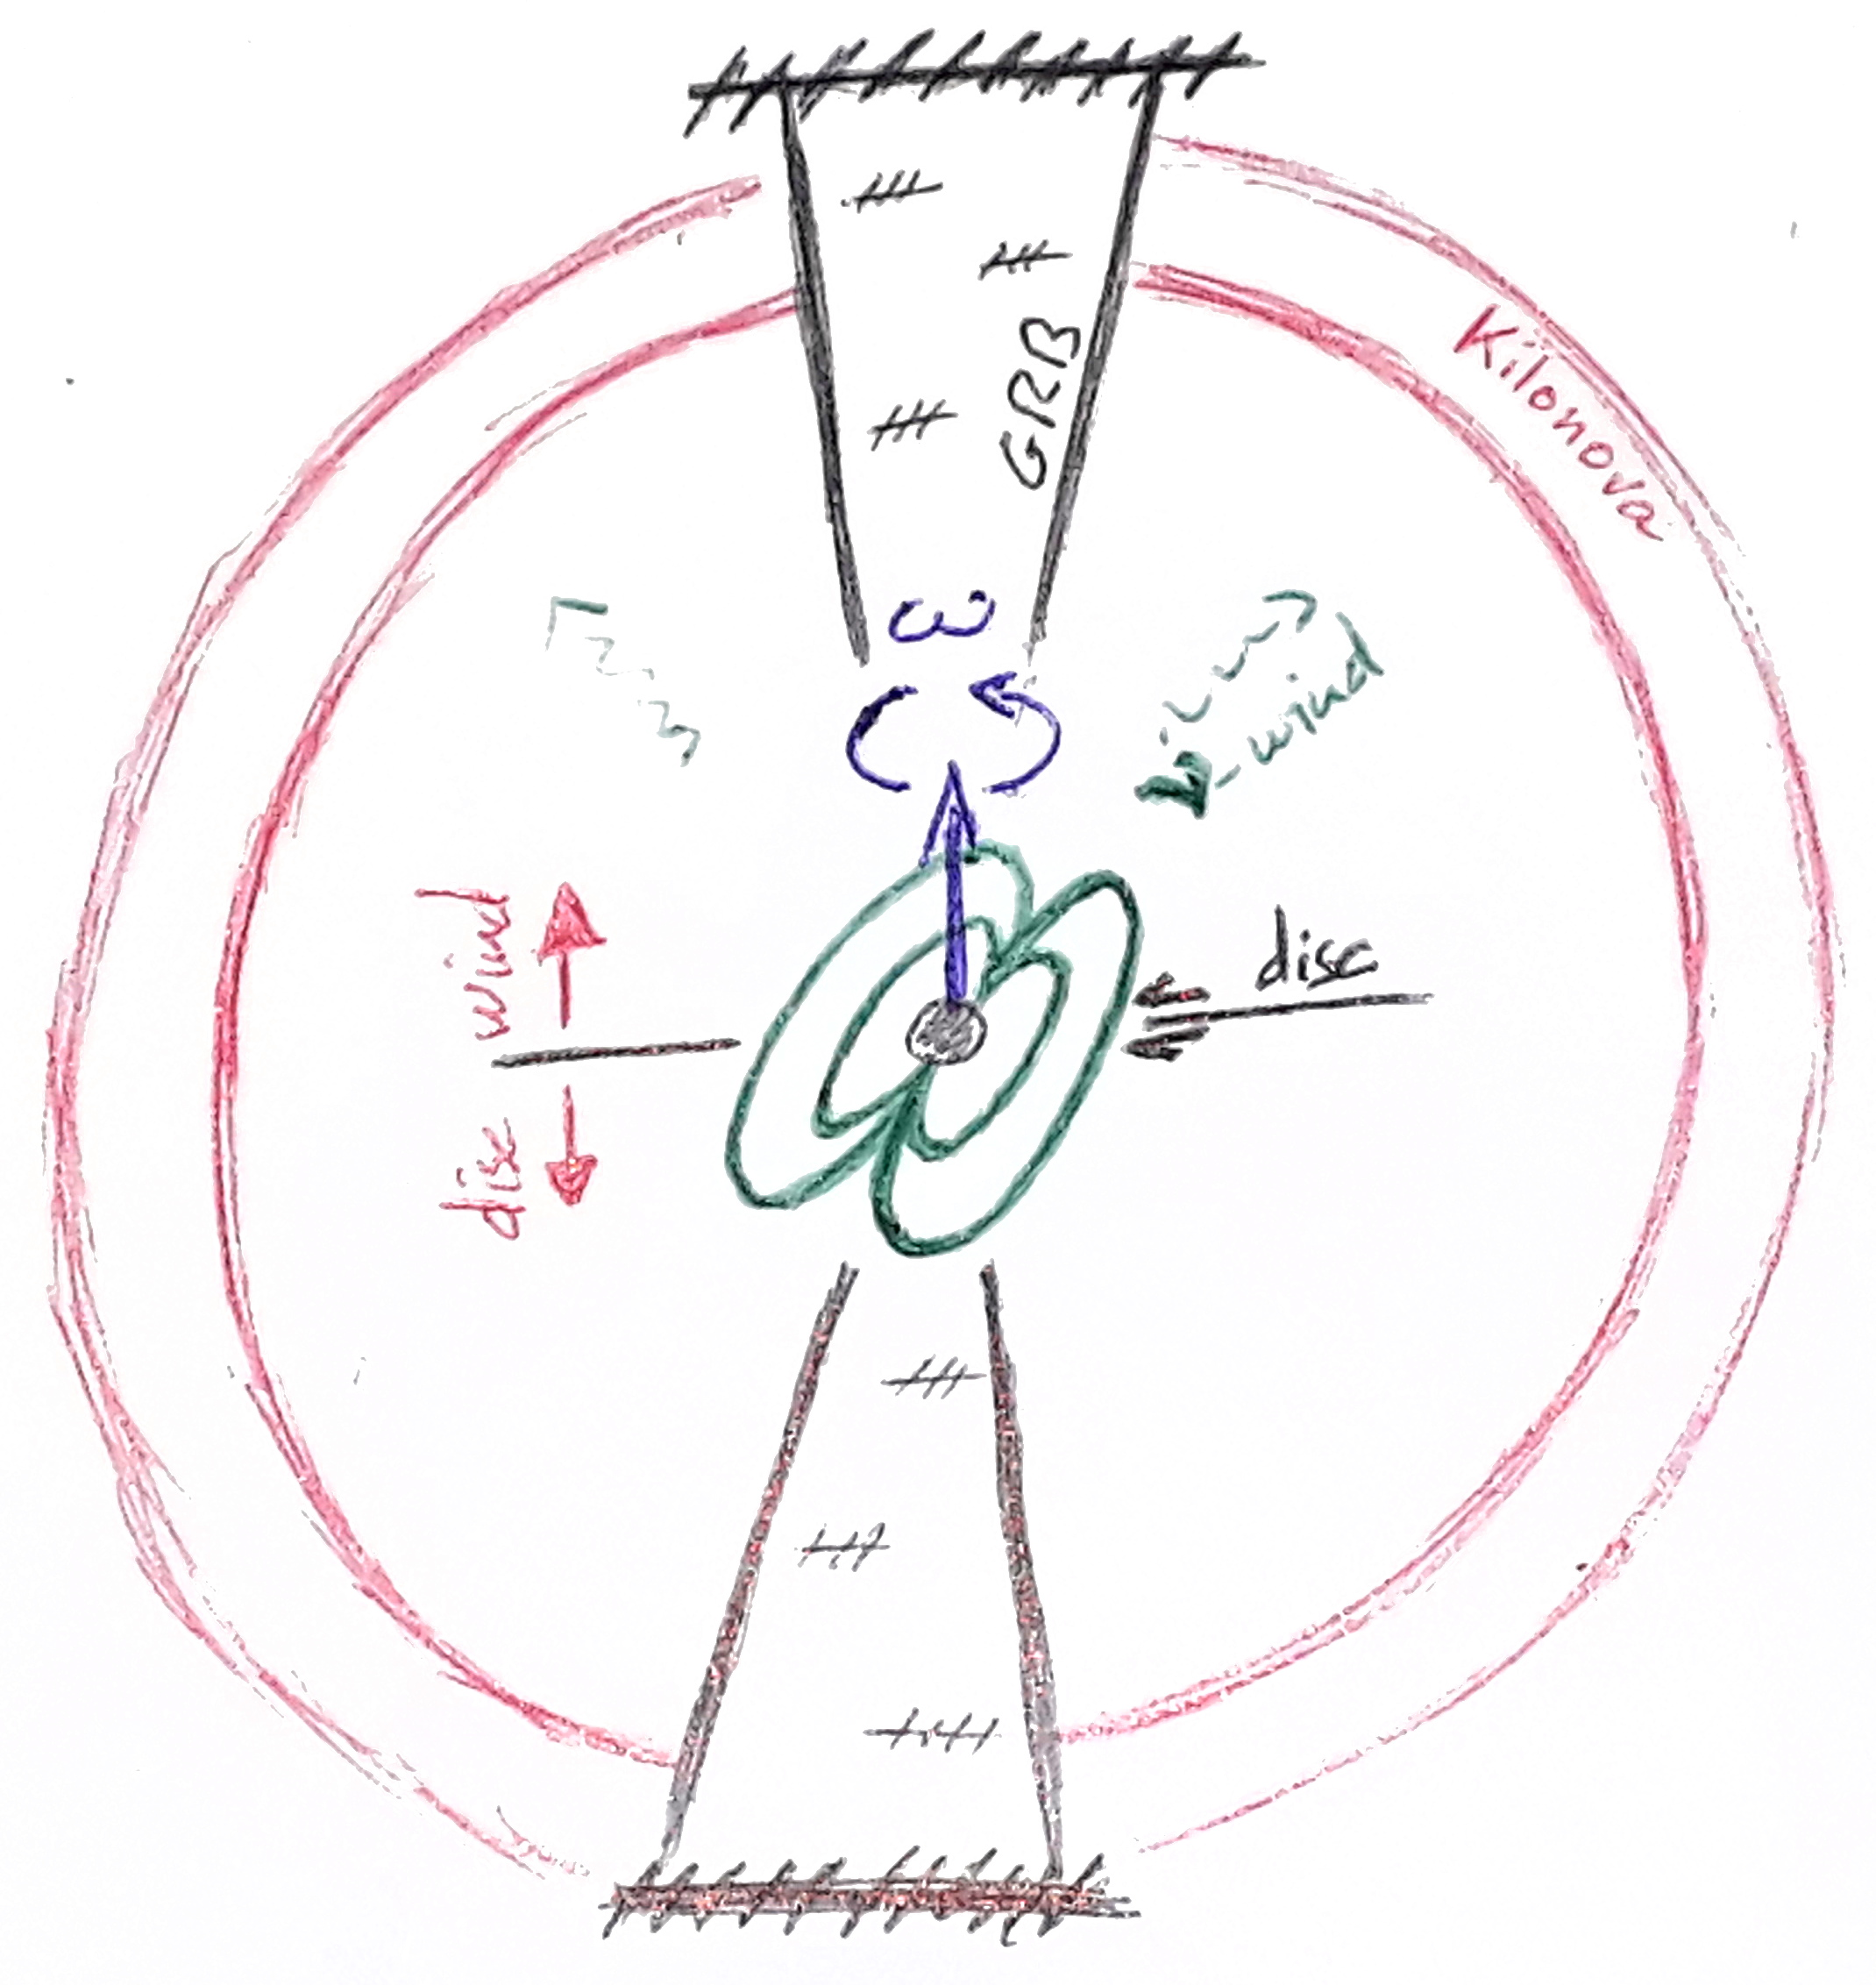 GRB
Kilonova
ω
-wind
disc
wind
disc